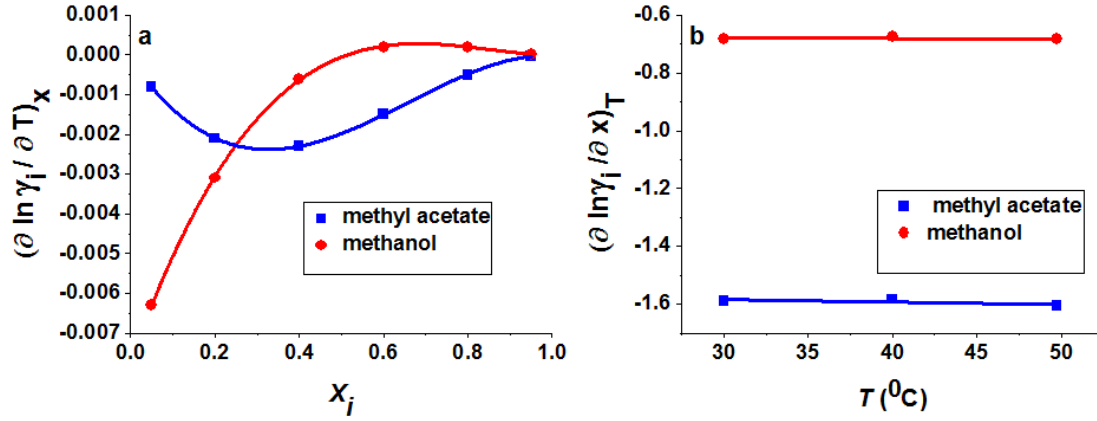 a
0.001
0.000
-0.001
-0.002
-0.003
-0.004
-0.005
-0.006
-0.007
0.0 0.2 0.4 0.6 0.8 1.0
(∂ ln γi / ∂ T)x
Xi
methyl acetate
methanol
b
-0.6
-0.8
-1.0
-1.2
-1.4
-1.6
30 35 40 45 50
(∂ lnγi / ∂ x)T
T (⁰C)
methyl acetate
methanol